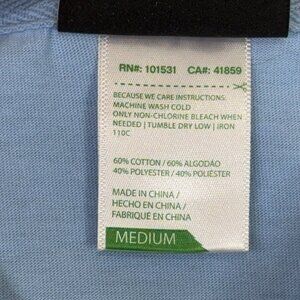 RN#: 101531 CA#: 41859
BECAUSE WE CARE INSTRUCTIONS:
MACHINE WASH COLD
ONLY NON-CHLORINE BLEACH WHEN
NEEDED | TUMBLE DRY LOW | IRON
110C
60% COTTON / 60% ALGODÃO
40% POLYESTER / 40% POLIÉSTER
MADE IN CHINA /
HECHO EN CHINA /
FABRIQUÉ EN CHINA
MEDIUM